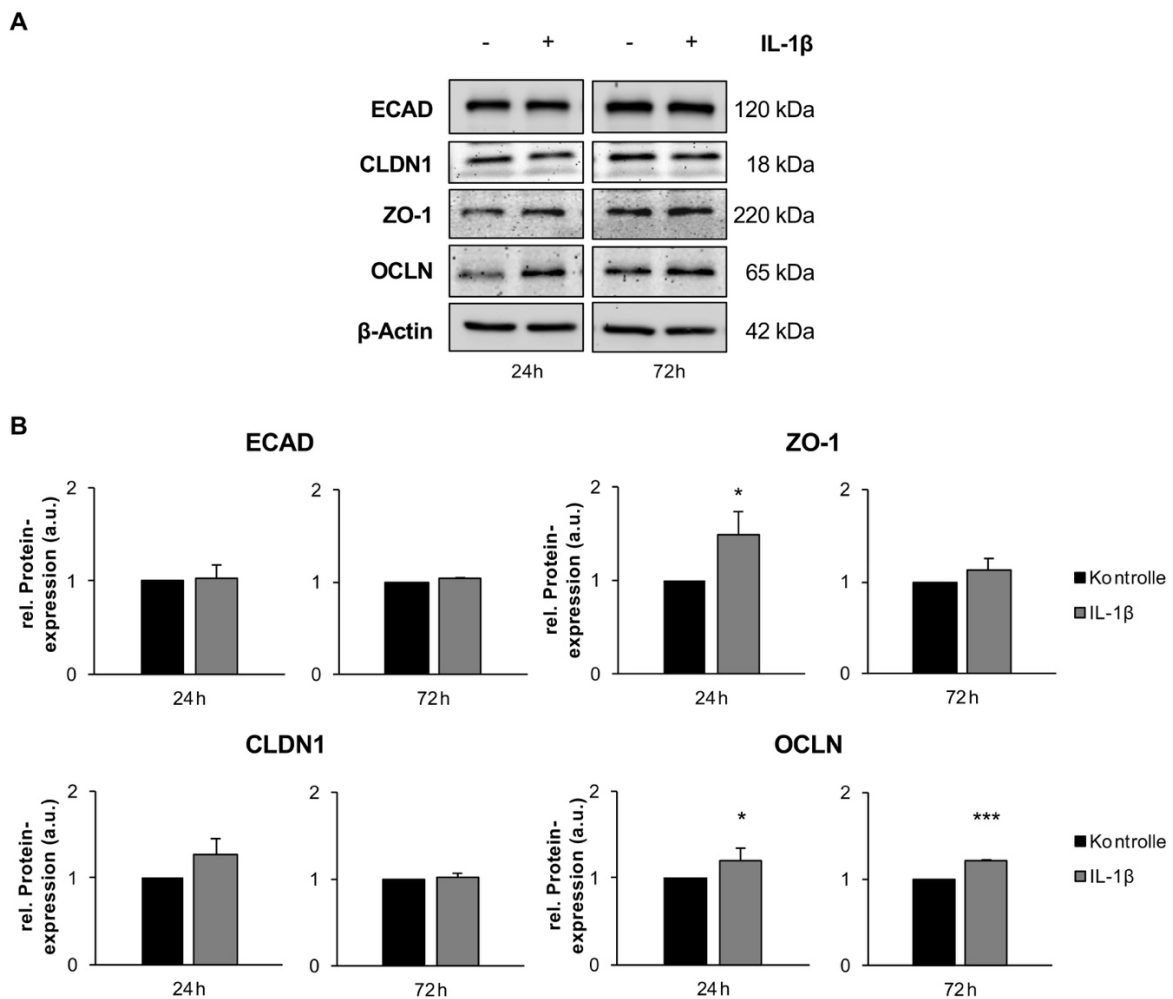 A
- + - + IL-1β
ECAD 120 kDa
CLDN1 18 kDa
ZO-1 220 kDa
OCLN 65 kDa
β-Actin 42 kDa
24h 72h
B
ECAD
rel. Protein-
expression (a.u.)
2
1
0
24h
2
1
0
72h
ZO-1
rel. Protein-
expression (a.u.)
2
1
0
*
24h
2
1
0
72h
Kontrolle
IL-1β
CLDN1
rel. Protein-
expression (a.u.)
2
1
0
24h
2
1
0
72h
OCLN
rel. Protein-
expression (a.u.)
2
1
0
*
24h
2
1
0
***
72h
Kontrolle
IL-1β